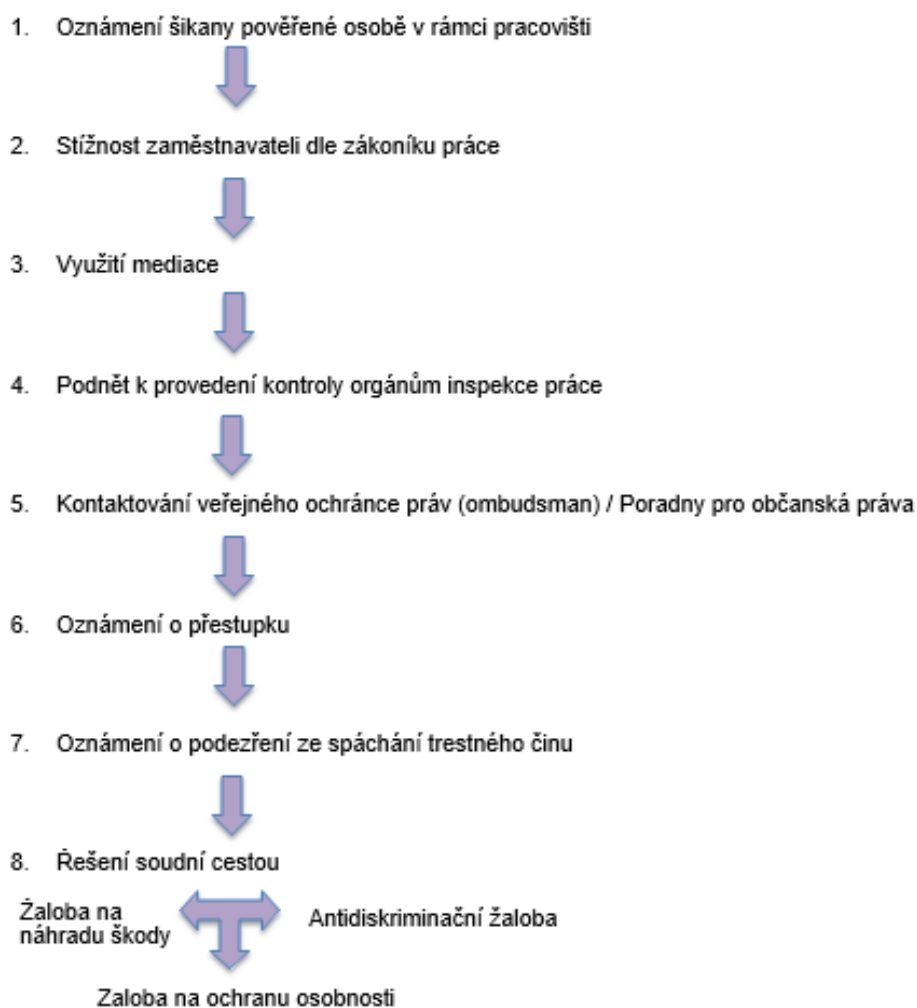 1. Oznámení šikany pověřené osobě v rámci pracovišti
2. Stížnost zaměstnavateli dle zákoníku práce
3. Využití mediace
4. Podnět k provedení kontroly orgánům inspekce práce
5. Kontaktování veřejného ochránce práv (ombudsman) / Poradny pro občanská práva
6. Oznámení o přestupku
7. Oznámení o podezření ze spáchání trestného činu
8. Řešení soudní cestou
Žaloba na
náhradu škody
Antidiskriminační žaloba
Zaloba na ochranu osobnosti